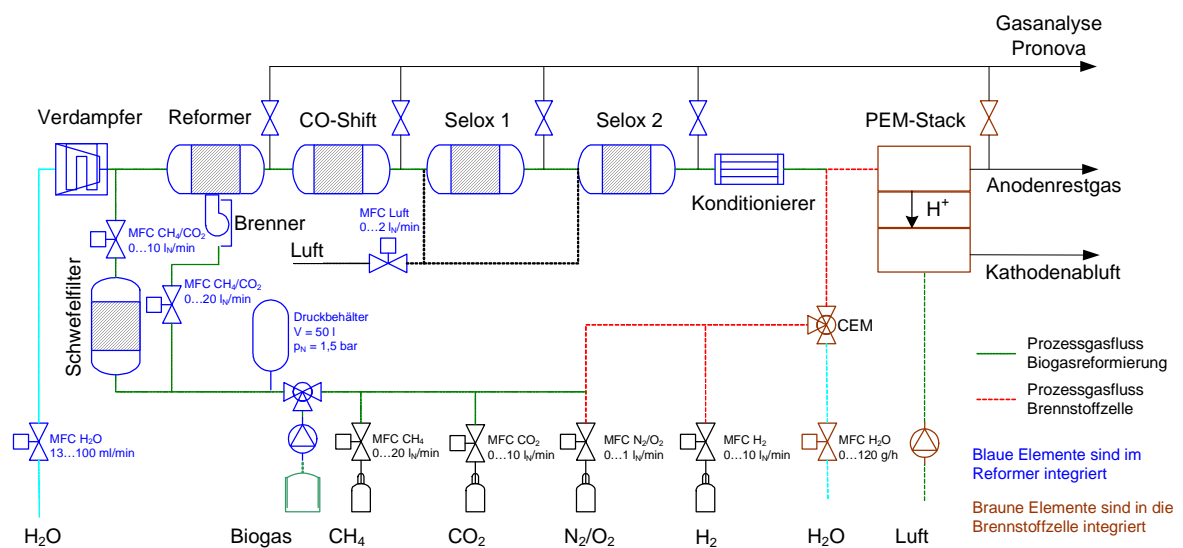 Gasanalyse
Pronova
Verdampfer
Reformer
CO-Shift
Selox 1
Selox 2
PEM-Stack
Brenner
MFC Luft
0...2 lN/min
Luft
Konditionierer
H+
Anodenrestgas
Kathodenabluft
MFC CH4/CO2
0...10 lN/min
MFC CH4/CO2
0...20 lN/min
Schwefelfilter
Druckbehälter
V = 50 l
pN = 1,5 bar
CEM
Prozessgasfluss
Biogasreformierung
Prozessgasfluss
Brennstoffzelle
MFC H2O
13...100 ml/min
MFC CH4
0...20 lN/min
MFC CO2
0...10 lN/min
MFC N2/O2
0...1 lN/min
MFC H2
0...10 lN/min
MFC H2O
0...120 g/h
Blaue Elemente sind im
Reformer integriert
Braune Elemente sind in die
Brennstoffzelle integriert
H2O
Biogas
CH4
CO2
N2/O2
H2
H2O
Luft